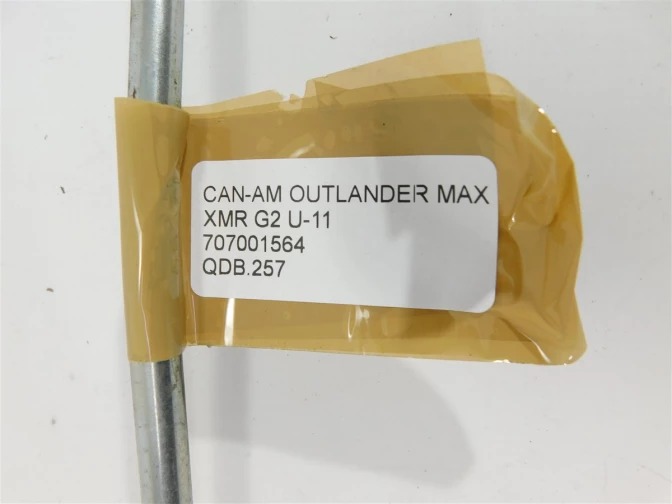 CAN-AM OUTLANDER MAX
XMR G2 U-11
707001564
QDB.257